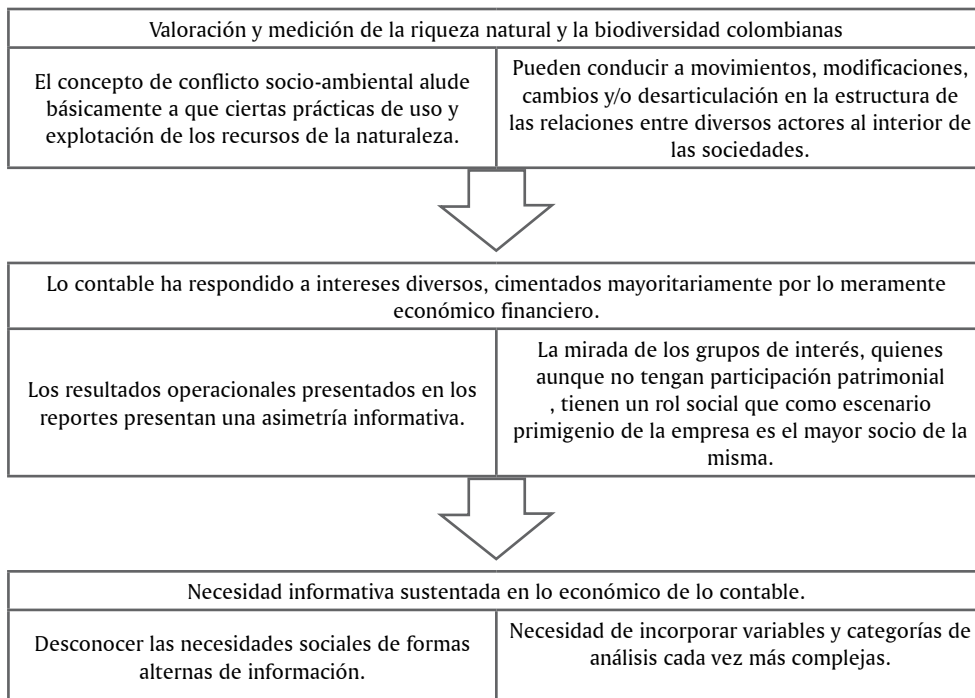 Valoración y medición de la riqueza natural y la biodiversidad colombianas
El concepto de conflicto socio-ambiental alude
básicamente a que ciertas prácticas de uso y
explotación de los recursos de la naturaleza.
Pueden conducir a movimientos, modificaciones,
cambios y/o desarticulación en la estructura de
las relaciones entre diversos actores al interior de
las sociedades.
Lo contable ha respondido a intereses diversos, cimentados mayoritariamente por lo meramente
económico financiero.
Los resultados operacionales presentados en los
reportes presentan una asimetría informativa.
La mirada de los grupos de interés, quienes
aunque no tengan participación patrimonial
, tienen un rol social que como escenario
primigenio de la empresa es el mayor socio de la
misma.
Necesidad informativa sustentada en lo económico de lo contable.
Desconocer las necesidades sociales de formas
alternas de información.
Necesidad de incorporar variables y categorías de
análisis cada vez más complejas.